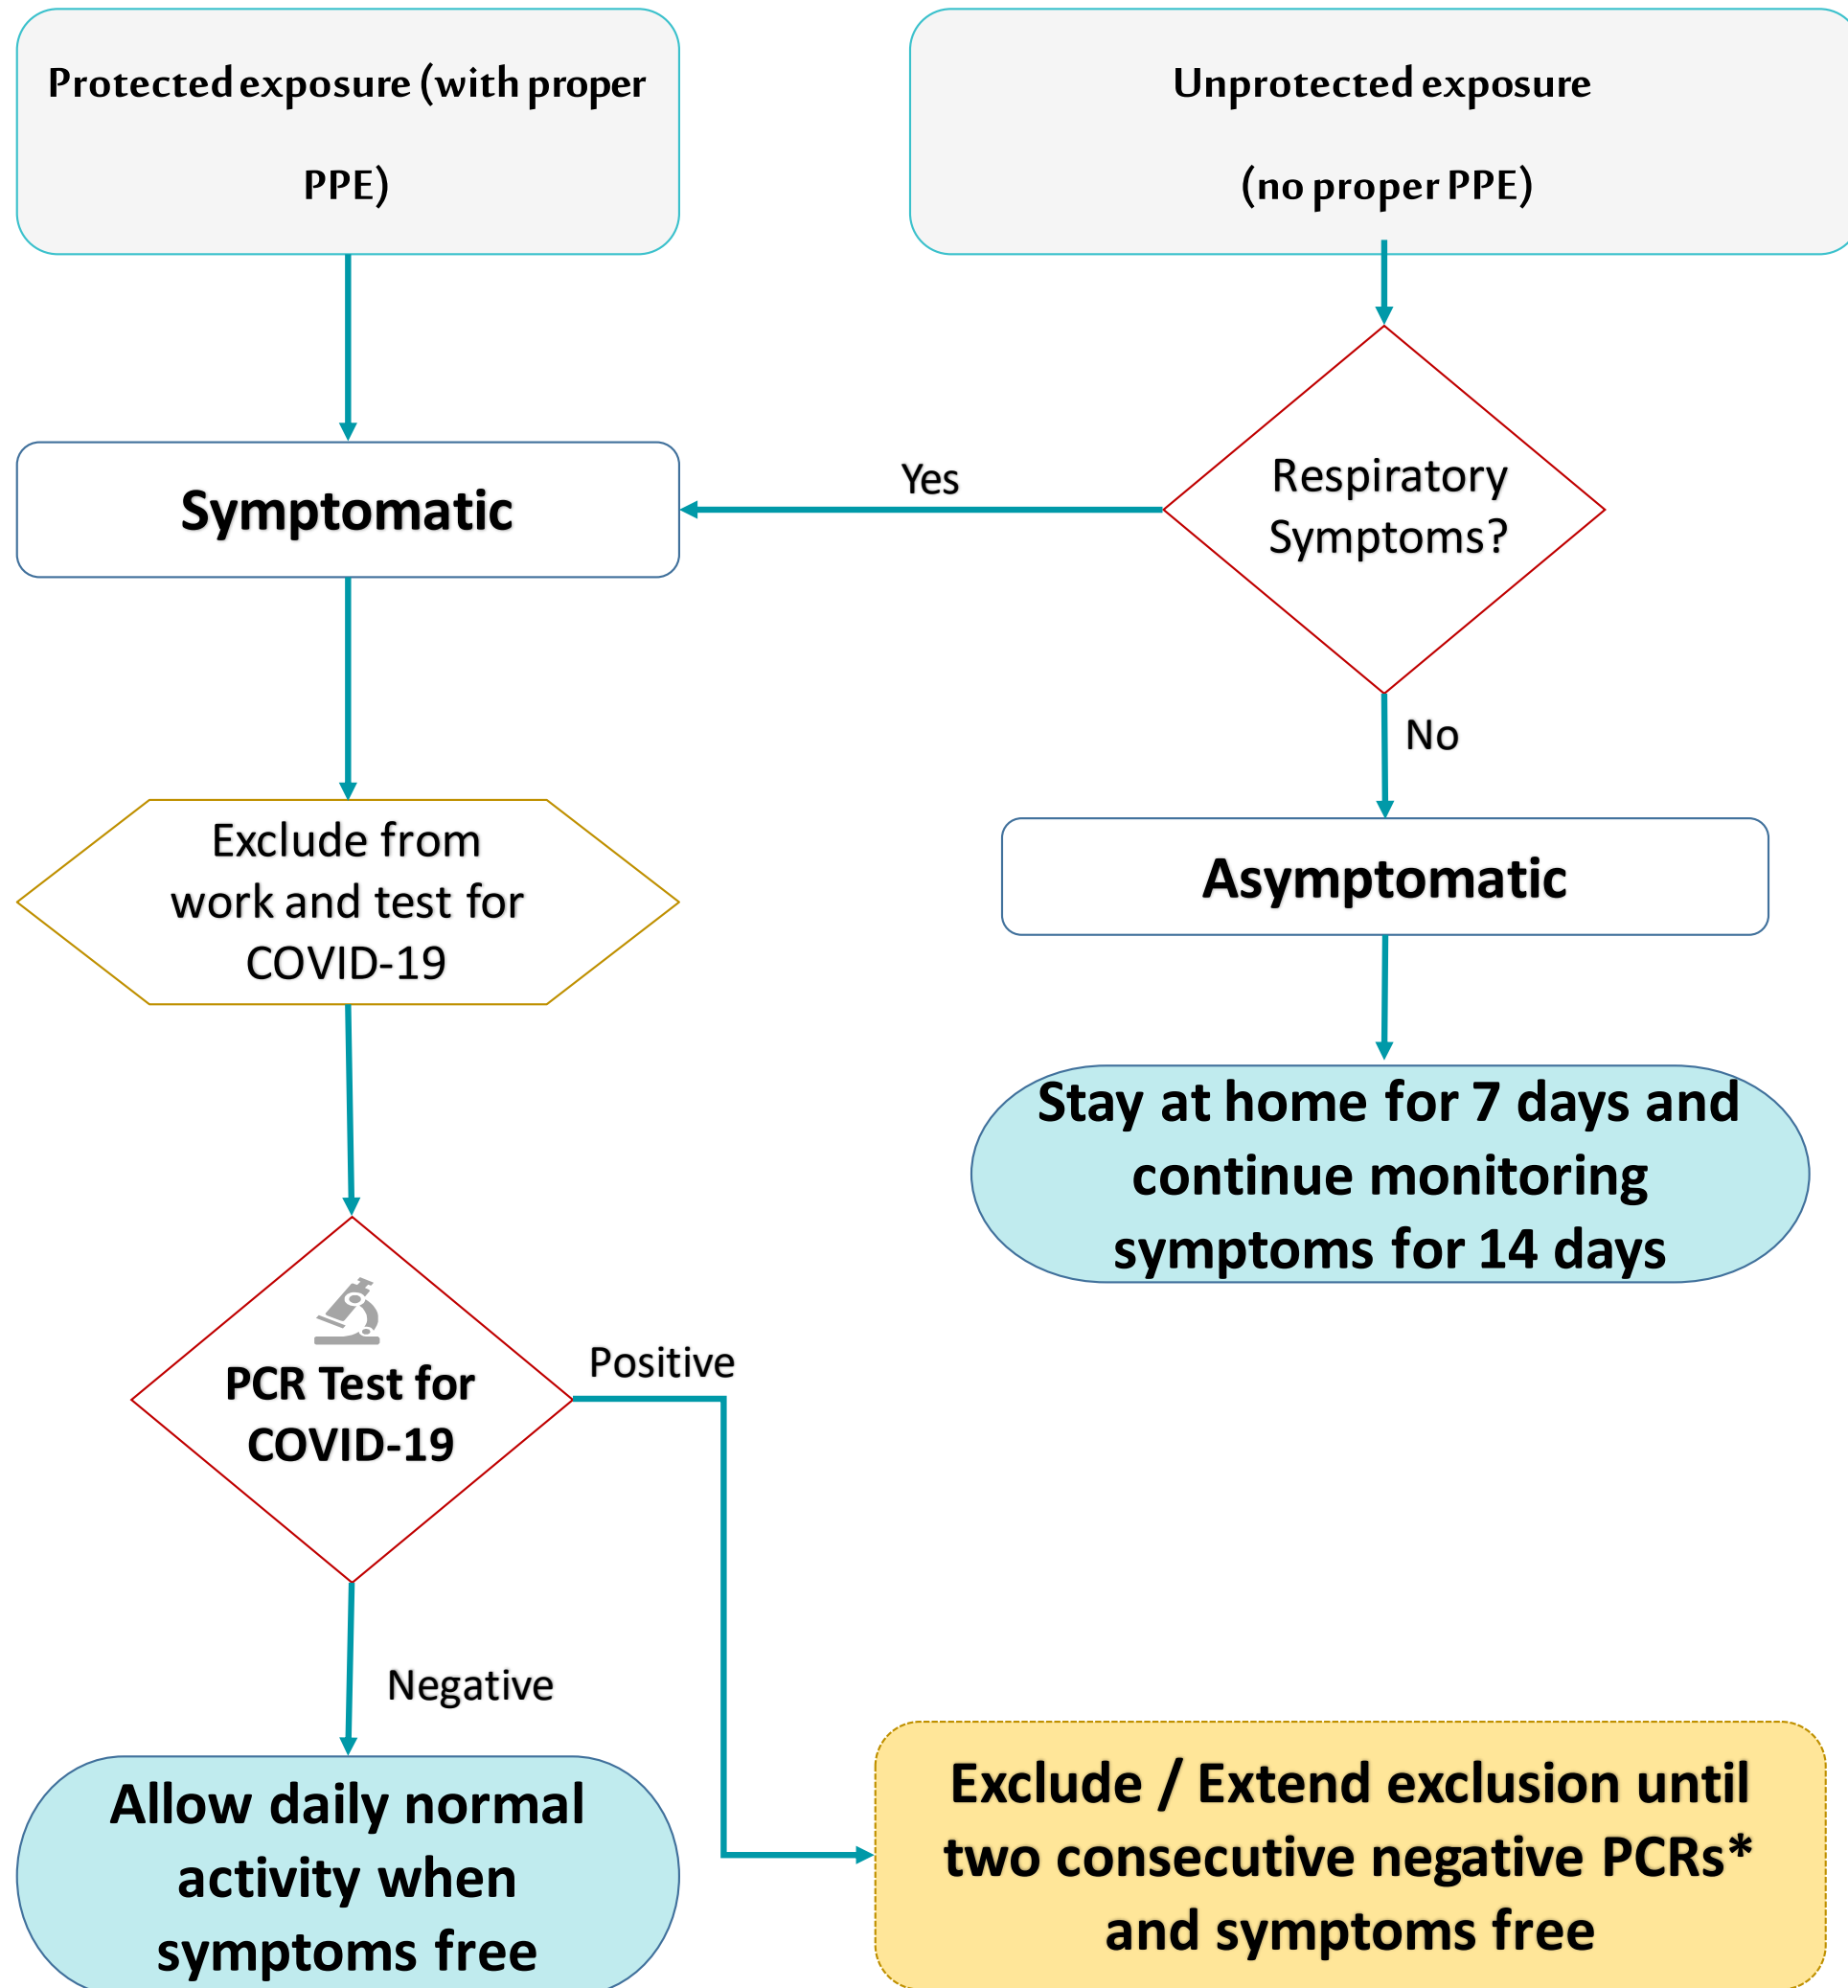 Protected exposure (with proper
PPE)
Unprotected exposure
(no proper PPE)
Symptomatic
Yes
Respiratory
Symptoms?
No
Exclude from
work and test for
COVID-19
Asymptomatic
Stay at home for 7 days and
continue monitoring
symptoms for 14 days
PCR Test for
COVID-19
Positive
Negative
Allow daily normal
activity when
symptoms free
Exclude / Extend exclusion until
two consecutive negative PCRs*
and symptoms free